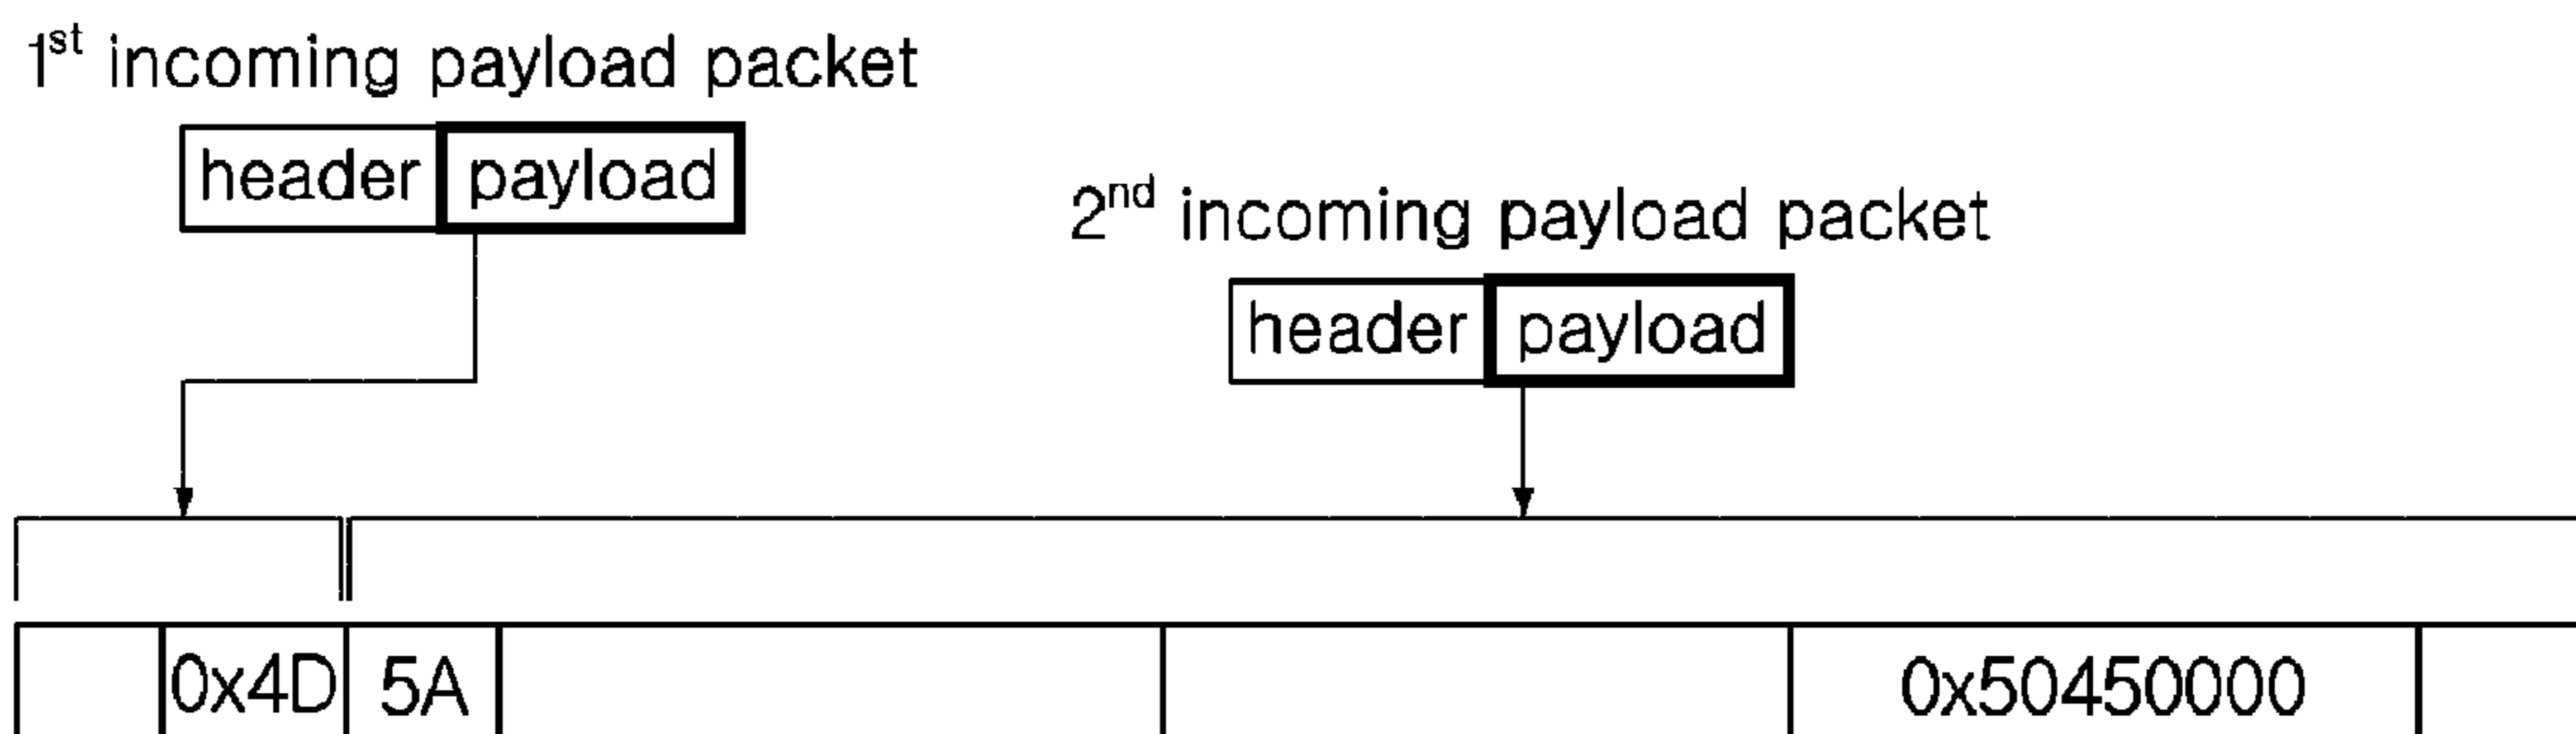 1st incoming payload packet
header payload
2nd incoming payload packet
header payload
0x4D 5A 0x50450000